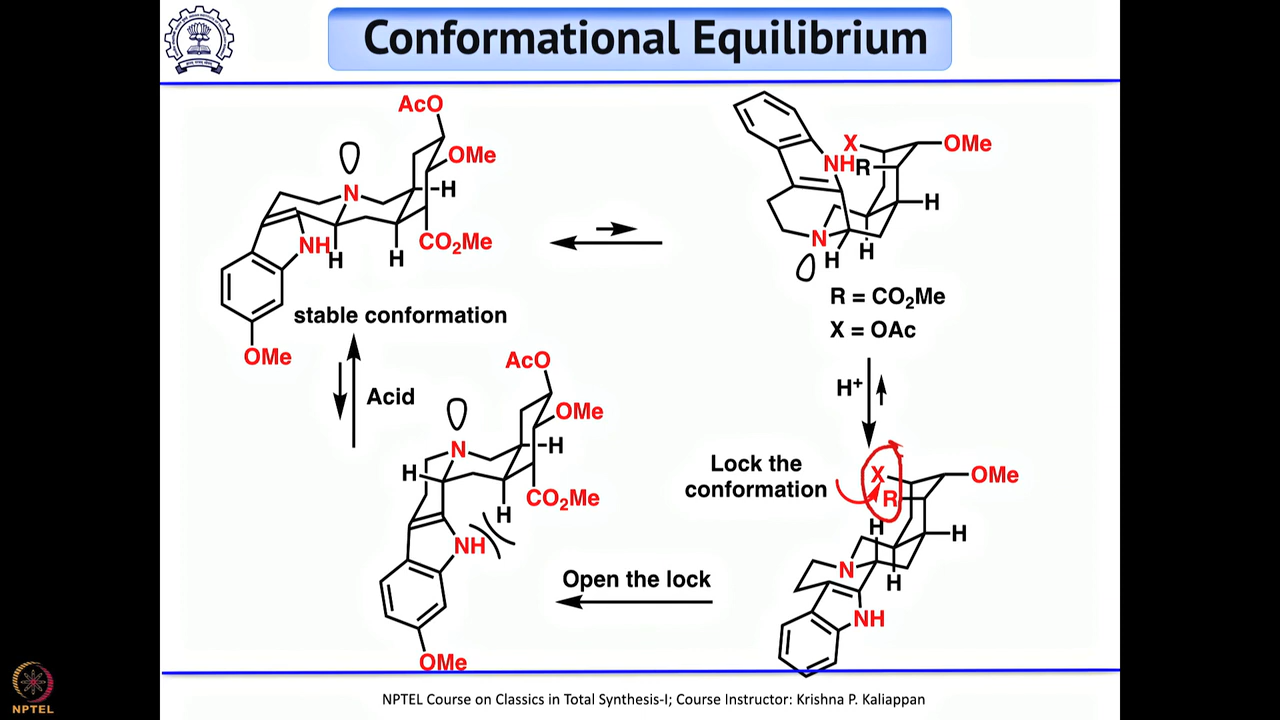 Conformational Equilibrium
AcO
OMe
N
H
NH
H
H
CO₂Me
stable conformation
OMe
X
OMe
NH
R
H
N
H
H
R = CO₂Me
X = OAc
Acid
H⁺
AcO
OMe
N
H
H
CO₂Me
H
NH
OMe
Lock the
conformation
X
OMe
R
H
H
N
H
NH
Open the lock
NPTEL Course on Classics in Total Synthesis-I; Course Instructor: Krishna P. Kaliappan
NPTEL